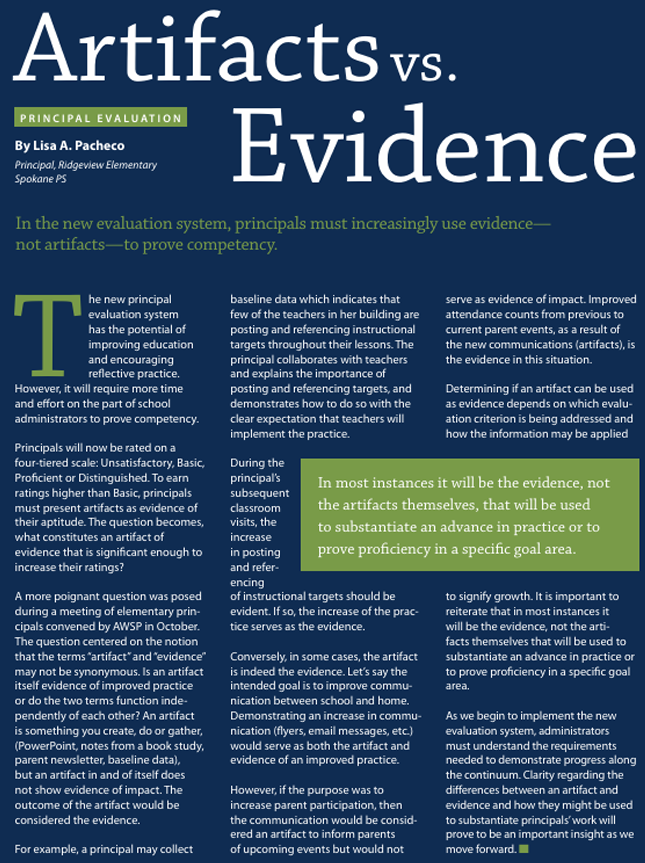 Artifacts vs.
Evidence
PRINCIPAL EVALUATION
By Lisa A. Pacheco
Principal, Ridgeview Elementary
Spokane PS
In the new evaluation system, principals must increasingly use evidence—
not artifacts—to prove competency.
The new principal
evaluation system
has the potential of
improving education
and encouraging
reflective practice.
However, it will require more time
and effort on the part of school
administrators to prove competency.
Principals will now be rated on a
four-tiered scale: Unsatisfactory, Basic,
Proficient or Distinguished. To earn
ratings higher than Basic, principals
must present artifacts as evidence of
their aptitude. The question becomes,
what constitutes an artifact of
evidence that is significant enough to
increase their ratings?
A more poignant question was posed
during a meeting of elementary prin-
cipals convened by AWSP in October.
The question centered on the notion
that the terms “artifact” and “evidence”
may not be synonymous. Is an artifact
itself evidence of improved practice
or do the two terms function inde-
pendently of each other? An artifact
is something you create, do or gather,
(PowerPoint, notes from a book study,
parent newsletter, baseline data),
but an artifact in and of itself does
not show evidence of impact. The
outcome of the artifact would be
considered the evidence.
For example, a principal may collect
baseline data which indicates that
few of the teachers in her building are
posting and referencing instructional
targets throughout their lessons. The
principal collaborates with teachers
and explains the importance of
posting and referencing targets, and
demonstrates how to do so with the
clear expectation that teachers will
implement the practice.
During the
principal’s
subsequent
classroom
visits, the
increase
in posting
and refer-
encing
of instructional targets should be
evident. If so, the increase of the prac-
tice serves as the evidence.
Conversely, in some cases, the artifact
is indeed the evidence. Let’s say the
intended goal is to improve commu-
nication between school and home.
Demonstrating an increase in commu-
nication (flyers, email messages, etc.)
would serve as both the artifact and
evidence of an improved practice.
However, if the purpose was to
increase parent participation, then
the communication would be consid-
ered an artifact to inform parents
of upcoming events but would not
serve as evidence of impact. Improved
attendance counts from previous to
current parent events, as a result of
the new communications (artifacts), is
the evidence in this situation.
Determining if an artifact can be used
as evidence depends on which evalu-
ation criterion is being addressed and
how the information may be applied
In most instances it will be the evidence, not
the artifacts themselves, that will be used
to substantiate an advance in practice or to
prove proficiency in a specific goal area.
to signify growth. It is important to
reiterate that in most instances it
will be the evidence, not the arti-
facts themselves that will be used to
substantiate an advance in practice or
to prove proficiency in a specific goal
area.
As we begin to implement the new
evaluation system, administrators
must understand the requirements
needed to demonstrate progress along
the continuum. Clarity regarding the
differences between an artifact and
evidence and how they might be used
to substantiate principals’ work will
prove to be an important insight as we
move forward.